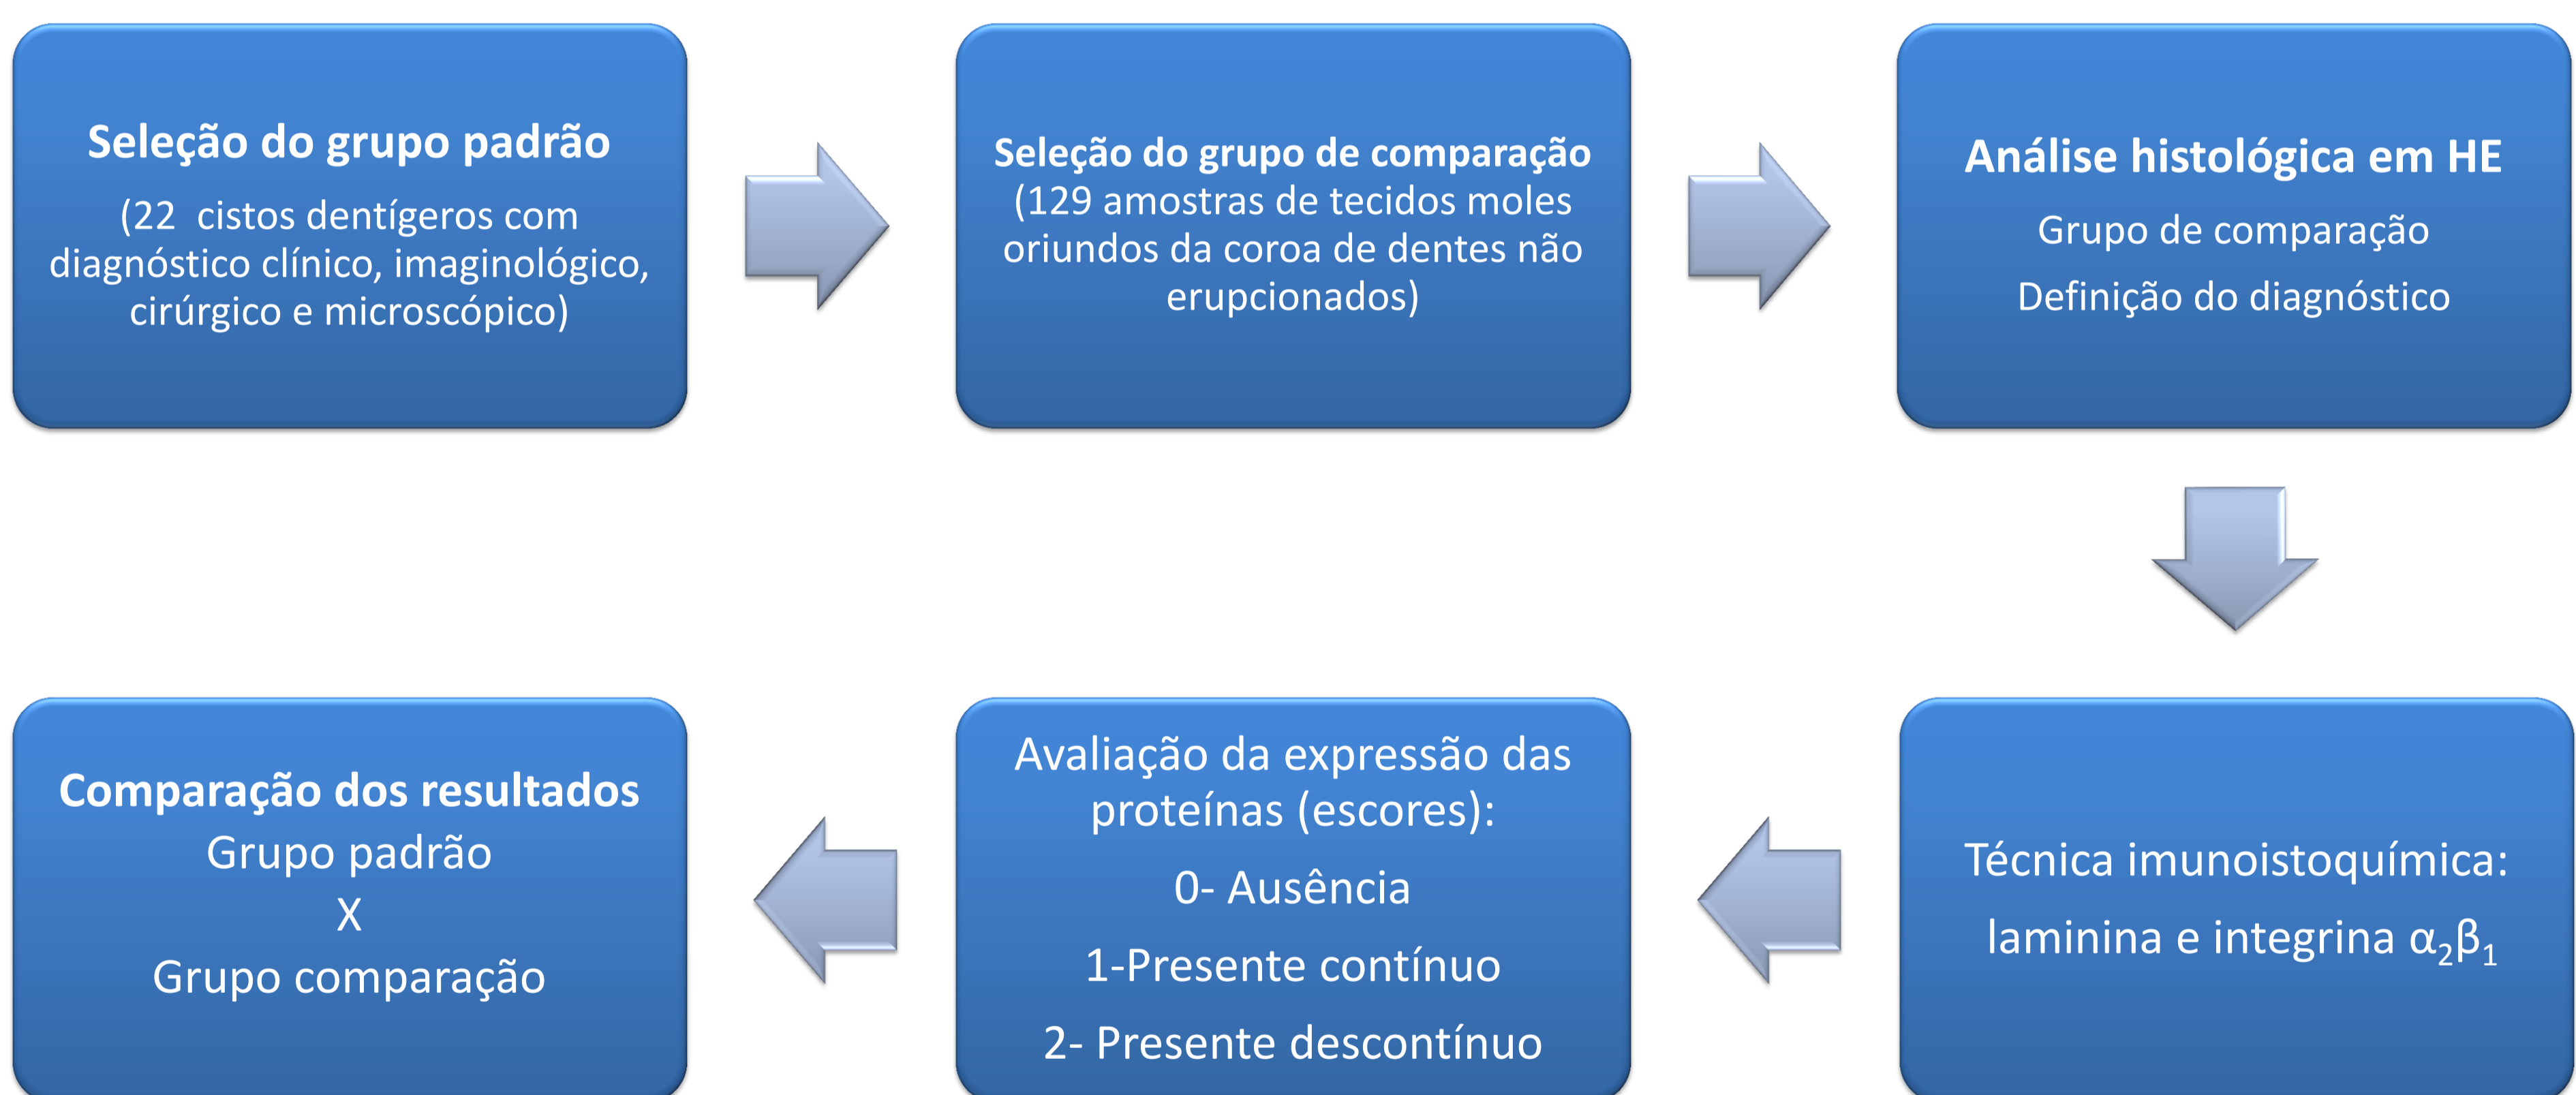 Seleção do grupo padrão
(22 cistos dentígeros com
diagnóstico clínico, imaginológico,
cirúrgico e microscópico)
Seleção do grupo de comparação
(129 amostras de tecidos moles
oriundos da coroa de dentes não
erupcionados)
Análise histológica em HE
Grupo de comparação
Definição do diagnóstico
Técnica imunoistoquímica:
laminina e integrina α₂β₁
Avaliação da expressão das
proteínas (escores):
0- Ausência
1-Presente contínuo
2- Presente descontínuo
Comparação dos resultados
Grupo padrão
X
Grupo comparação